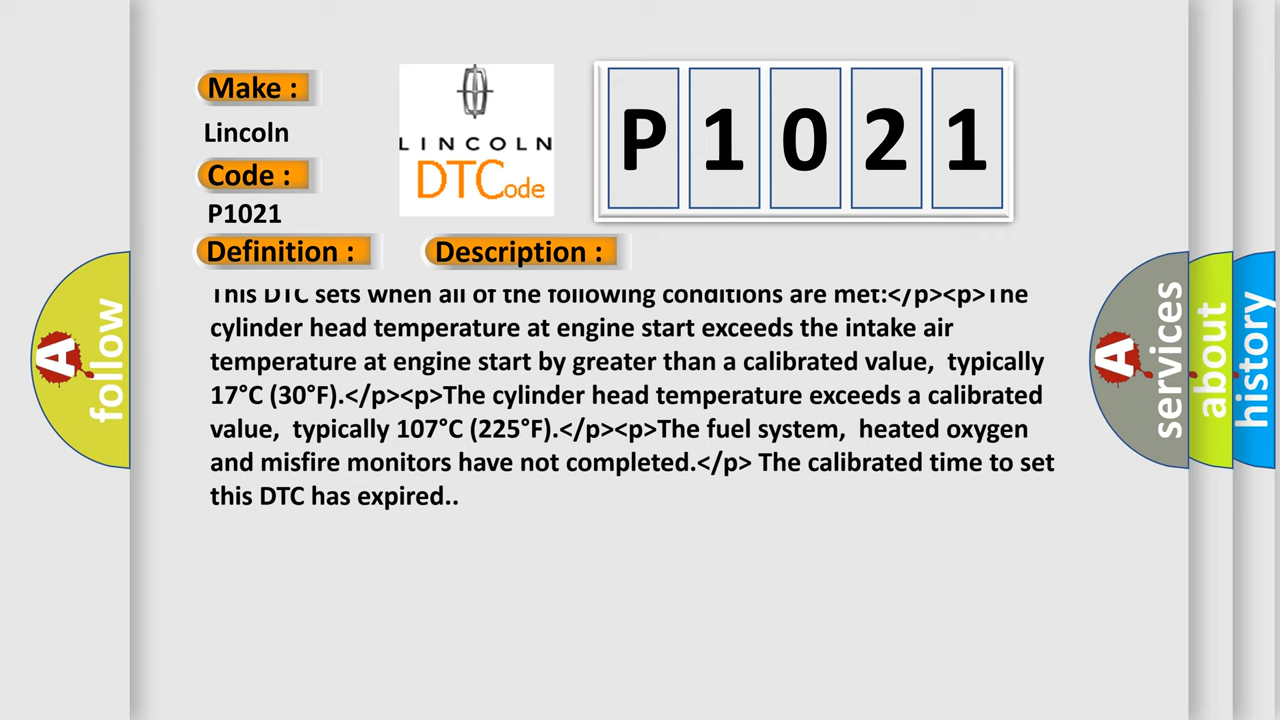 Make :
Lincoln
Code :
P1021
Definition :
Description :
LINCOLN
DTCode
P1021
This DTC sets when all of the following conditions are met:</p><p>The
cylinder head temperature at engine start exceeds the intake air
temperature at engine start by greater than a calibrated value,  typically
17°C (30°F).</p><p>The cylinder head temperature exceeds a calibrated
value,  typically 107°C (225°F).</p><p>The fuel system,  heated oxygen
and misfire monitors have not completed.</p> The calibrated time to set
this DTC has expired..
A follow
A services
about
history